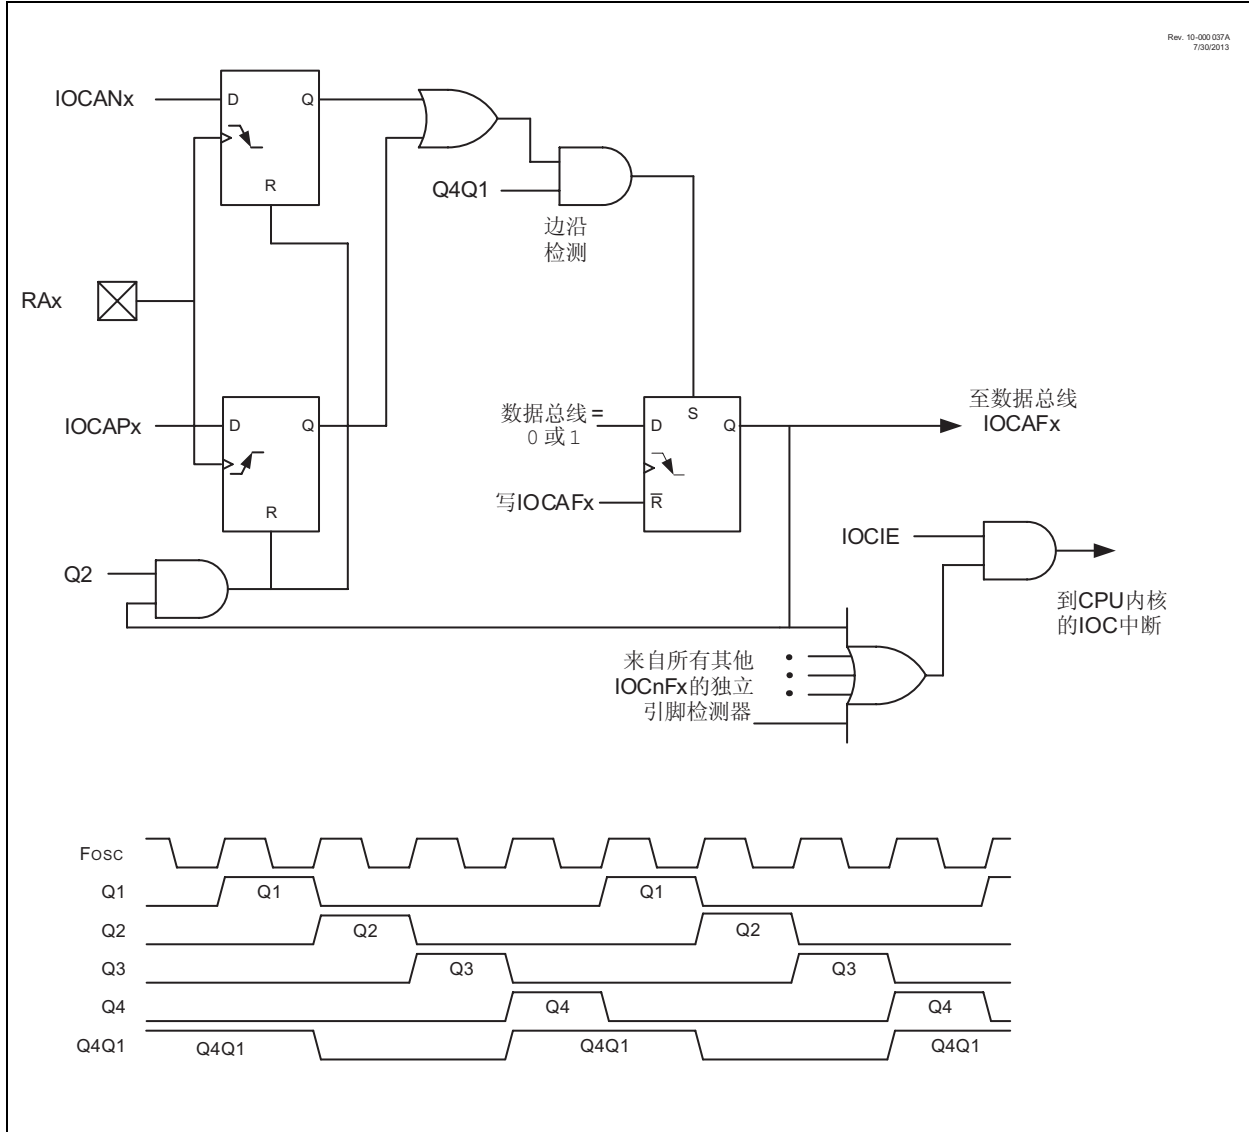 Rev. 10-000 037A
7/30/2013
IOCANx
D
Q
R
Q4Q1
边沿
检测
RAx
IOCAPx
D
Q
R
数据总线 =
0 或 1
写IOCAFx
D
S
Q
R̅
至数据总线
IOCAFx
IOCIE
Q2
到CPU内核
的IOC中断
来自所有其他
IOCnFx的独立
引脚检测器
FOSC
Q1
Q1
Q1
Q2
Q2
Q2
Q3
Q3
Q3
Q4
Q4
Q4
Q4Q1
Q4Q1
Q4Q1
Q4Q1